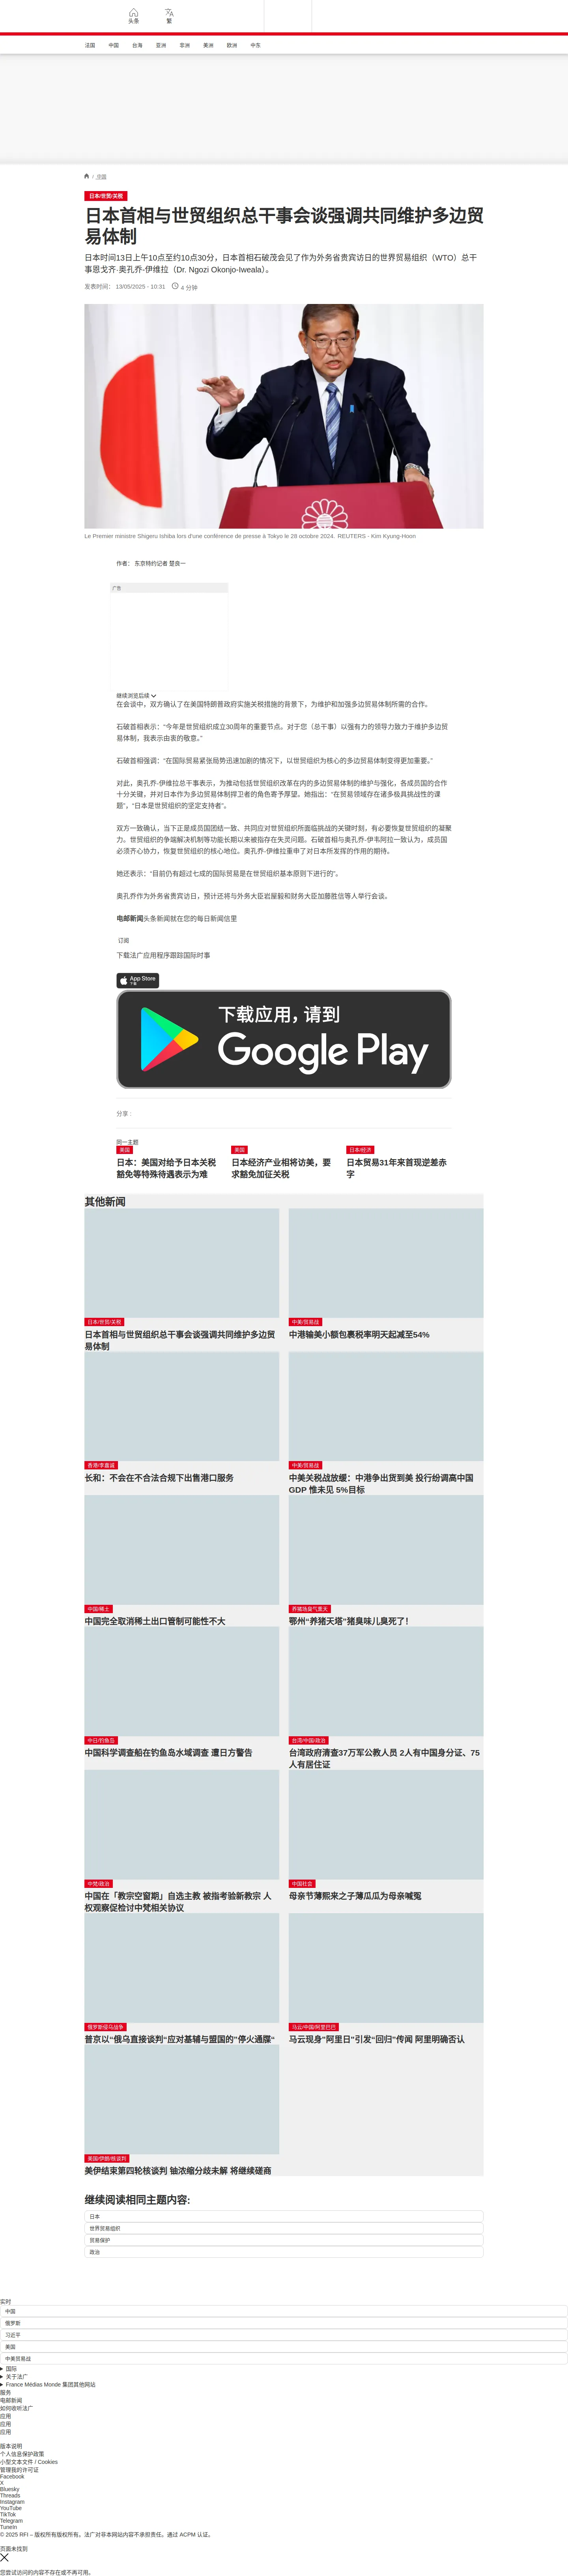 头条
繁
法国
中国
台海
亚洲
非洲
美洲
欧洲
中东
/ 中国
日本/世贸/关税
日本首相与世贸组织总干事会谈强调共同维护多边贸
易体制
日本时间13日上午10点至约10点30分，日本首相石破茂会见了作为外务省贵宾访日的世界贸易组织（WTO）总干
事恩戈齐·奥孔乔-伊维拉（Dr. Ngozi Okonjo-Iweala）。
发表时间： 13/05/2025 - 10:31
4 分钟
Le Premier ministre Shigeru Ishiba lors d'une conférence de presse à Tokyo le 28 octobre 2024. REUTERS - Kim Kyung-Hoon
作者： 东京特约记者 楚良一
广告
继续浏览后续
在会谈中，双方确认了在美国特朗普政府实施关税措施的背景下，为维护和加强多边贸易体制所需的合作。
石破首相表示：“今年是世贸组织成立30周年的重要节点。对于您（总干事）以强有力的领导力致力于维护多边贸
易体制，我表示由衷的敬意。”
石破首相强调：“在国际贸易紧张局势迅速加剧的情况下，以世贸组织为核心的多边贸易体制变得更加重要。”
对此，奥孔乔-伊维拉总干事表示，为推动包括世贸组织改革在内的多边贸易体制的维护与强化，各成员国的合作
十分关键，并对日本作为多边贸易体制捍卫者的角色寄予厚望。她指出：“在贸易领域存在诸多极具挑战性的课
题”，“日本是世贸组织的坚定支持者”。
双方一致确认，当下正是成员国团结一致、共同应对世贸组织所面临挑战的关键时刻，有必要恢复世贸组织的凝聚
力。世贸组织的争端解决机制等功能长期以来被指存在失灵问题。石破首相与奥孔乔-伊韦阿拉一致认为，成员国
必须齐心协力，恢复世贸组织的核心地位。奥孔乔-伊维拉重申了对日本所发挥的作用的期待。
她还表示：“目前仍有超过七成的国际贸易是在世贸组织基本原则下进行的”。
奥孔乔作为外务省贵宾访日，预计还将与外务大臣岩屋毅和财务大臣加藤胜信等人举行会谈。
电邮新闻头条新闻就在您的每日新闻信里
订阅
下载法广应用程序跟踪国际时事
App Store
下载
下载应用，请到
Google Play
分享 :
同一主题
美国
日本：美国对给予日本关税
豁免等特殊待遇表示为难
美国
日本经济产业相将访美，要
求豁免加征关税
日本/经济
日本贸易31年来首现逆差赤
字
其他新闻
日本/世贸/关税
日本首相与世贸组织总干事会谈强调共同维护多边贸
易体制
中美/贸易战
中港输美小额包裹税率明天起减至54%
香港/李嘉诚
长和：不会在不合法合规下出售港口服务
中美/贸易战
中美关税战放缓：中港争出货到美 投行纷调高中国
GDP 惟未见 5%目标
中国/稀土
中国完全取消稀土出口管制可能性不大
养猪场臭气熏天
鄂州“养猪天塔”猪臭味儿臭死了！
中日/钓鱼岛
中国科学调查船在钓鱼岛水域调查 遭日方警告
台湾/中国/政治
台湾政府清查37万军公教人员 2人有中国身分证、75
人有居住证
中梵/政治
中国在「教宗空窗期」自选主教 被指考验新教宗 人
权观察促检讨中梵相关协议
中国社会
母亲节薄熙来之子薄瓜瓜为母亲喊冤
俄罗斯侵乌战争
普京以“俄乌直接谈判“应对基辅与盟国的”停火通牒“
马云/中国/阿里巴巴
马云现身"阿里日"引发“回归"传闻 阿里明确否认
美国/伊朗/核谈判
美伊结束第四轮核谈判 铀浓缩分歧未解 将继续磋商
继续阅读相同主题内容:
日本
世界贸易组织
贸易保护
政治
实时
中国
俄罗斯
习近平
美国
中美贸易战
国际
关于法广
France Médias Monde 集团其他网站
服务
电邮新闻
如何收听法广
应用
应用
应用
版本说明
个人信息保护政策
小型文本文件 / Cookies
管理我的许可证
Facebook
X
Bluesky
Threads
Instagram
YouTube
TikTok
Telegram
TuneIn
© 2025 RFI – 版权所有版权所有。法广对非本网站内容不承担责任。通过 ACPM 认证。
页面未找到
您尝试访问的内容不存在或不再可用。